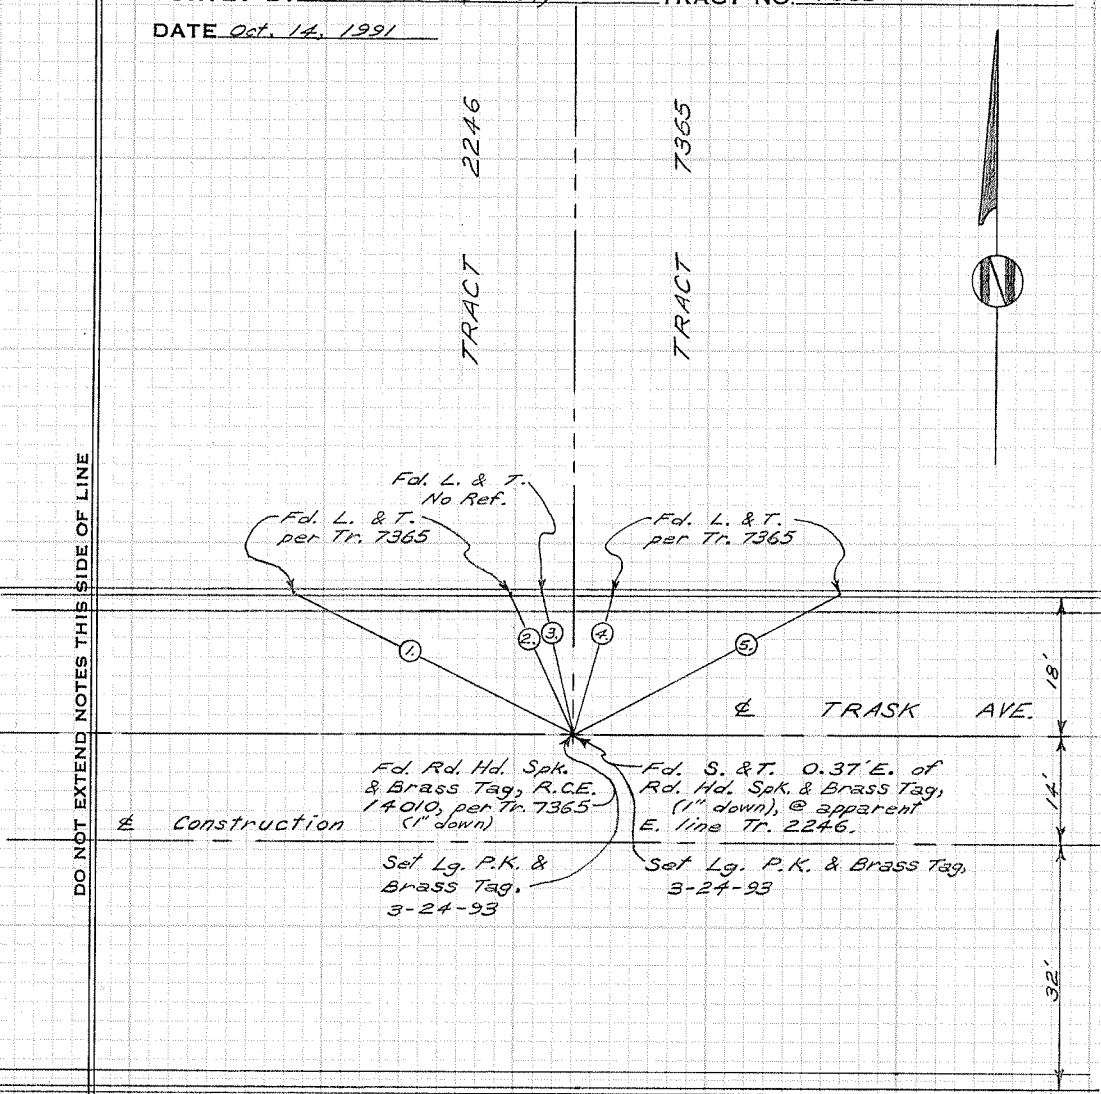 TRACT NO.
DATE Oct. 14, 1991
TRACT 2246
TRACT 7365
N
DO NOT EXTEND NOTES THIS SIDE OF LINE
Fd. L. & T.
No Ref.
Fd. L. & T.
per Tr. 7365
Fd. L. & T.
per Tr. 7365
1.
2.
3.
4.
5.
18'
℄ TRASK AVE.
14'
Fd. Rd. Hd. Spk.
& Brass Tag, R.C.E.
14010, per Tr. 7365
(1" down)
Fd. S. & T. 0.37' E. of
Rd. Hd. Spk. & Brass Tag,
(1" down), @ apparent
E. line Tr. 2246.
℄ Construction
Set Lg. P.K. &
Brass Tag,
3-24-93
Set Lg. P.K. & Brass Tag,
3-24-93
32'